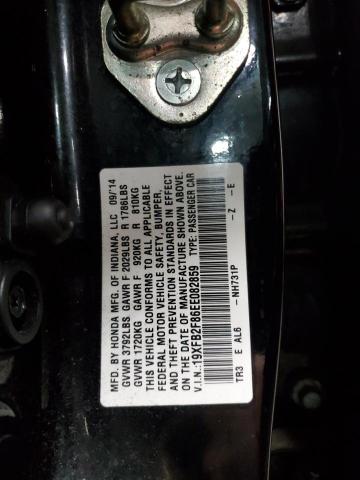 MFD. BY HONDA MFG. OF INDIANA, LLC 09/14
GVWR 3792LBS GAWR F 2029LBS R 1786LBS
GVWR 1720KG GAWR F 920KG R 810KG
THIS VEHICLE CONFORMS TO ALL APPLICABLE
FEDERAL MOTOR VEHICLE SAFETY, BUMPER,
AND THEFT PREVENTION STANDARDS IN EFFECT
ON THE DATE OF MANUFACTURE SHOWN ABOVE.
V.I.N.:19XFB2F86EE082859 TYPE: PASSENGER CAR
-NH731P -Z -E
TR3 E AL6